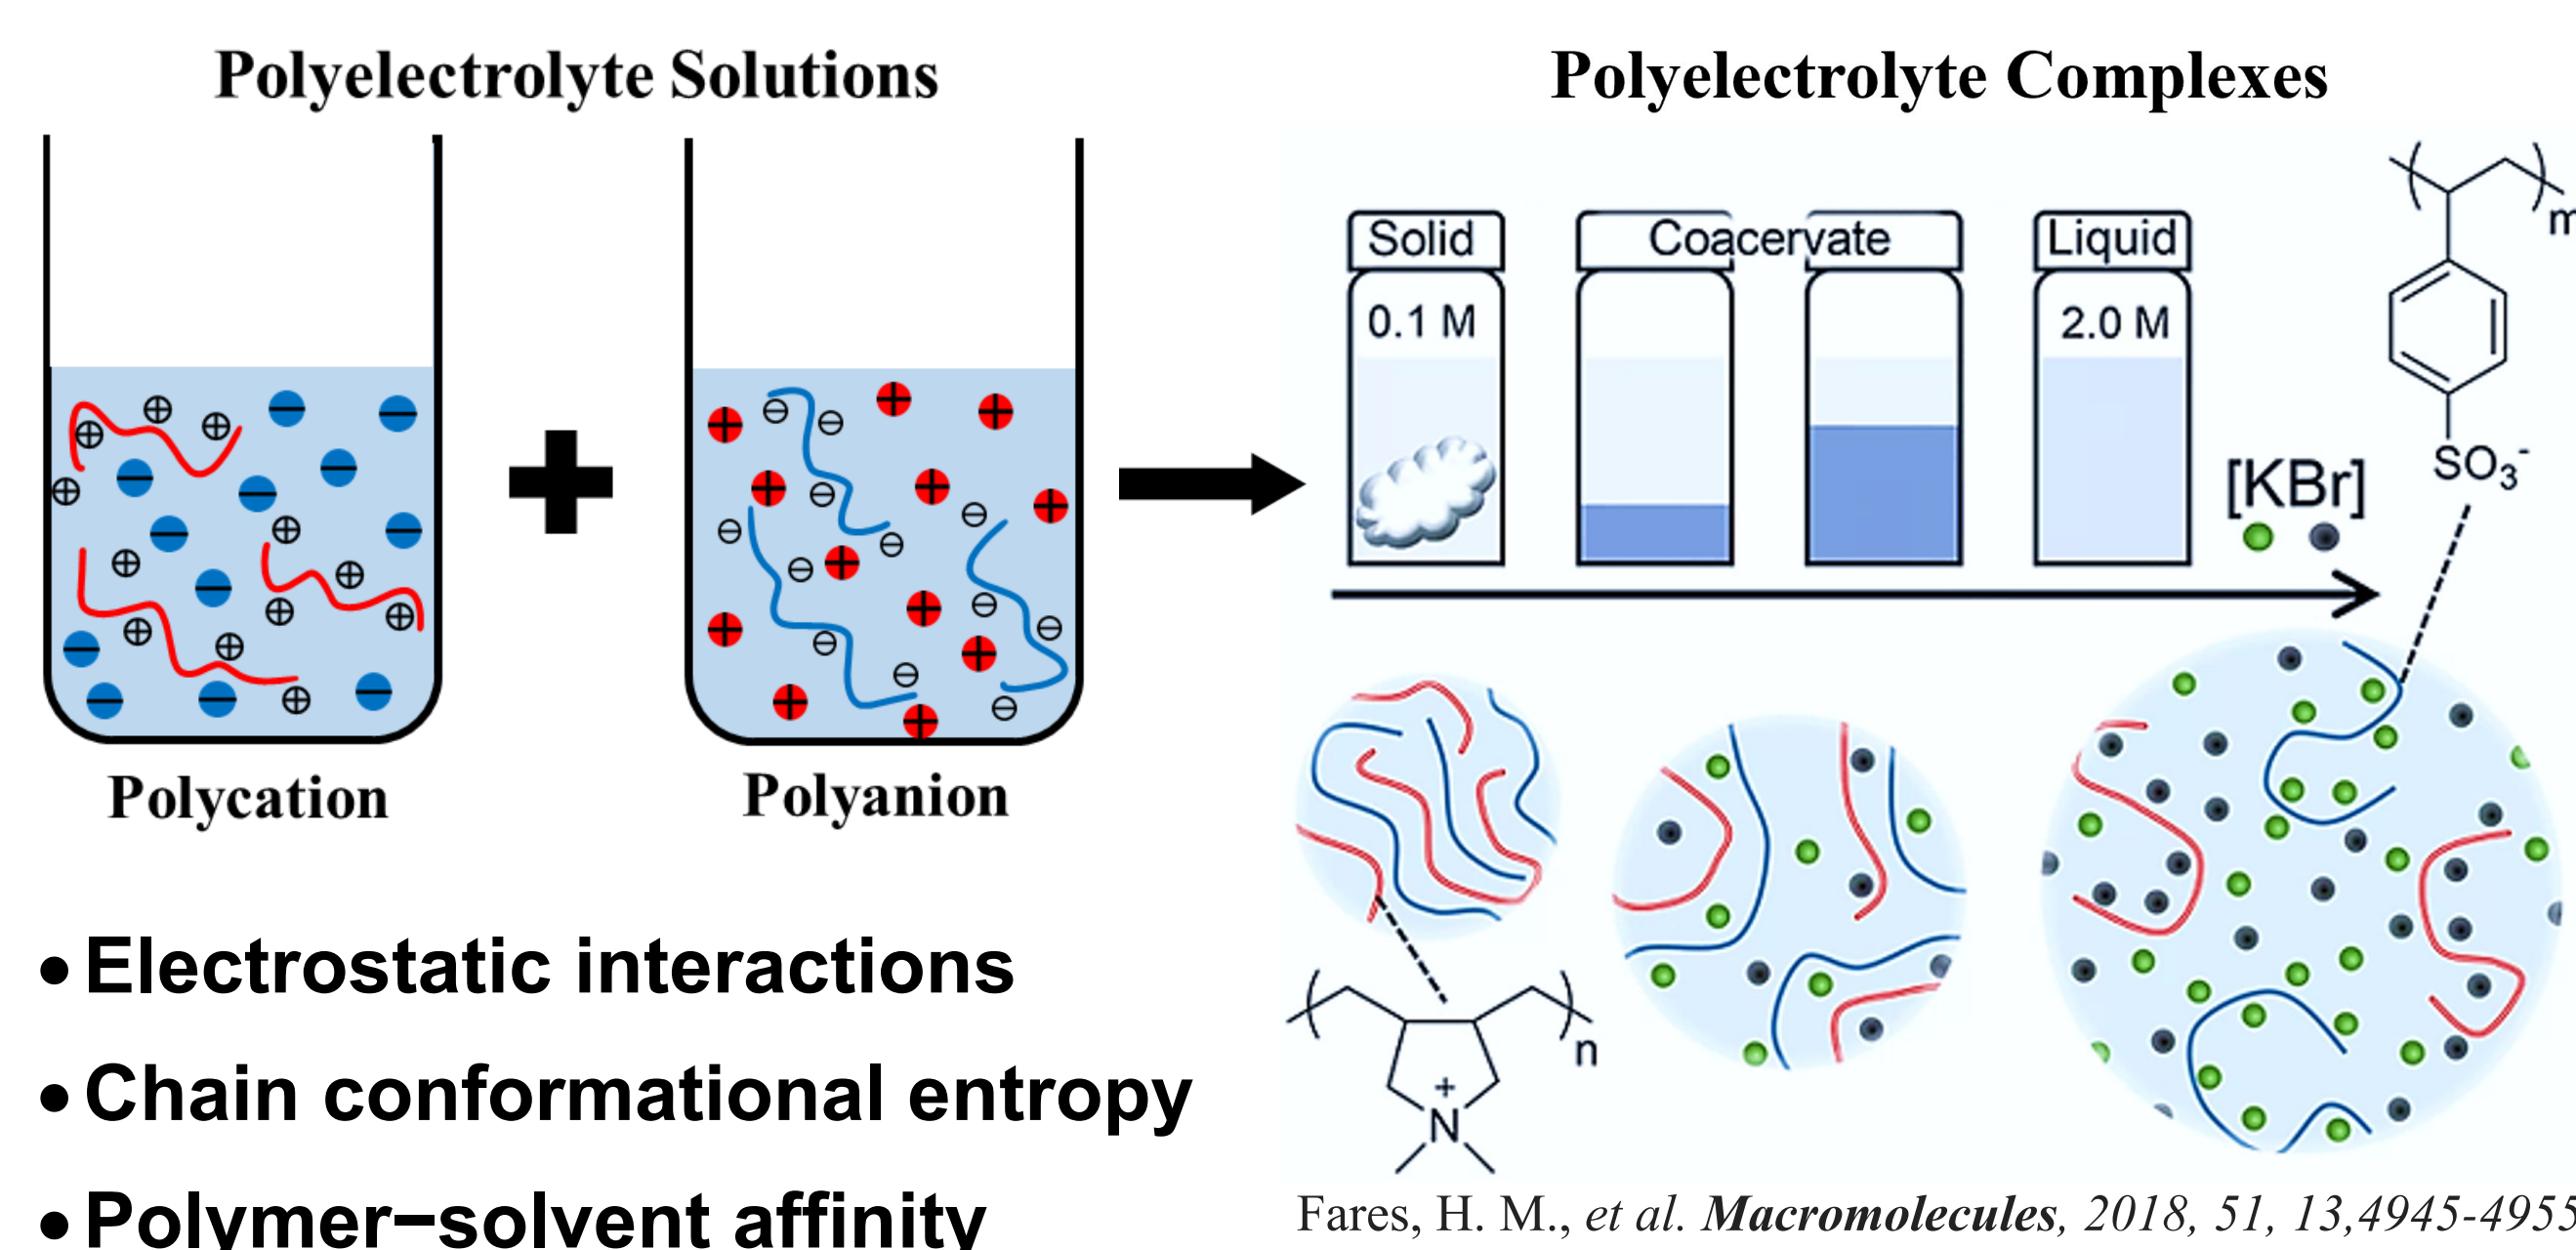 Polyelectrolyte Solutions
Polycation
Polyanion
• Electrostatic interactions
• Chain conformational entropy
• Polymer−solvent affinity
Polyelectrolyte Complexes
Solid
Coacervate
Liquid
0.1 M
2.0 M
[KBr]
m
SO3-
n
+
N
Fares, H. M., et al. Macromolecules, 2018, 51, 13,4945-4955